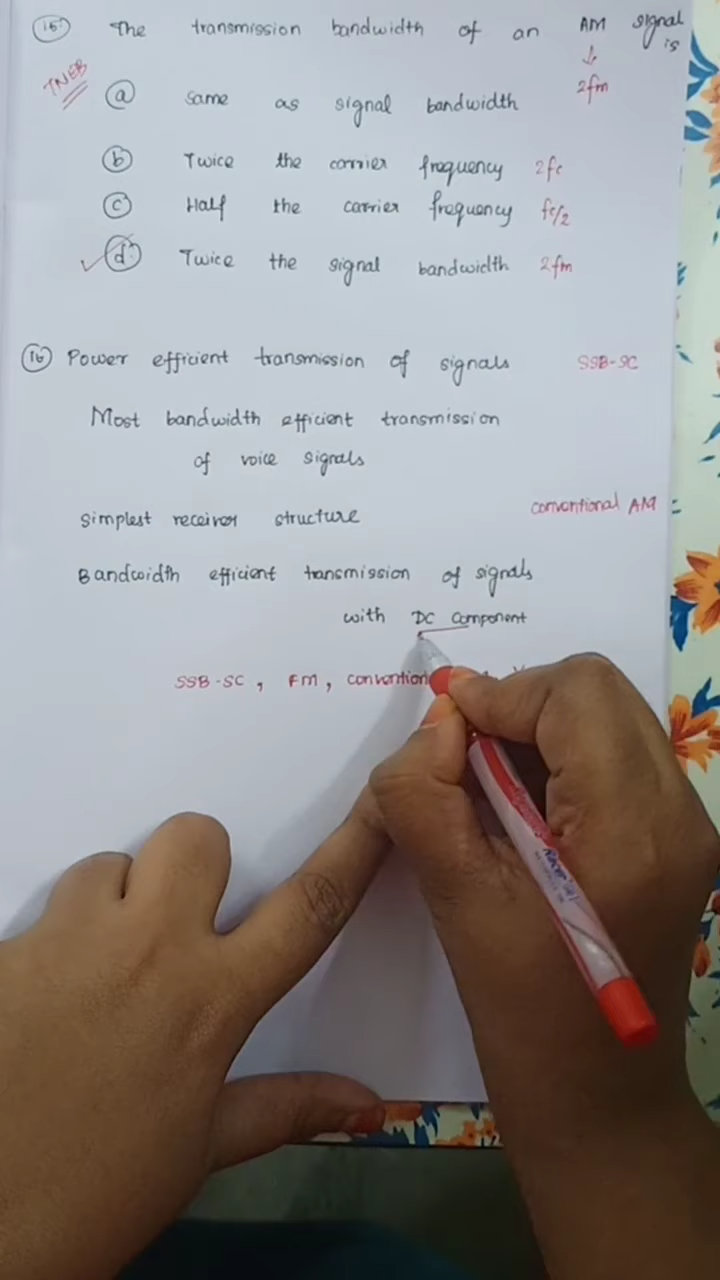 15. The transmission bandwidth of an AM signal is
↓
2fm
TNEB
a same as signal bandwidth
b Twice the carrier frequency 2fc
c Half the carrier frequency fc/2
d. Twice the signal bandwidth 2fm
16 Power efficient transmission of signals SSB-SC
Most bandwidth efficient transmission
of voice signals
Simplest receiver structure conventional AM =
Bandwidth efficient transmission of signals
with DC component
SSB-SC, FM, convention